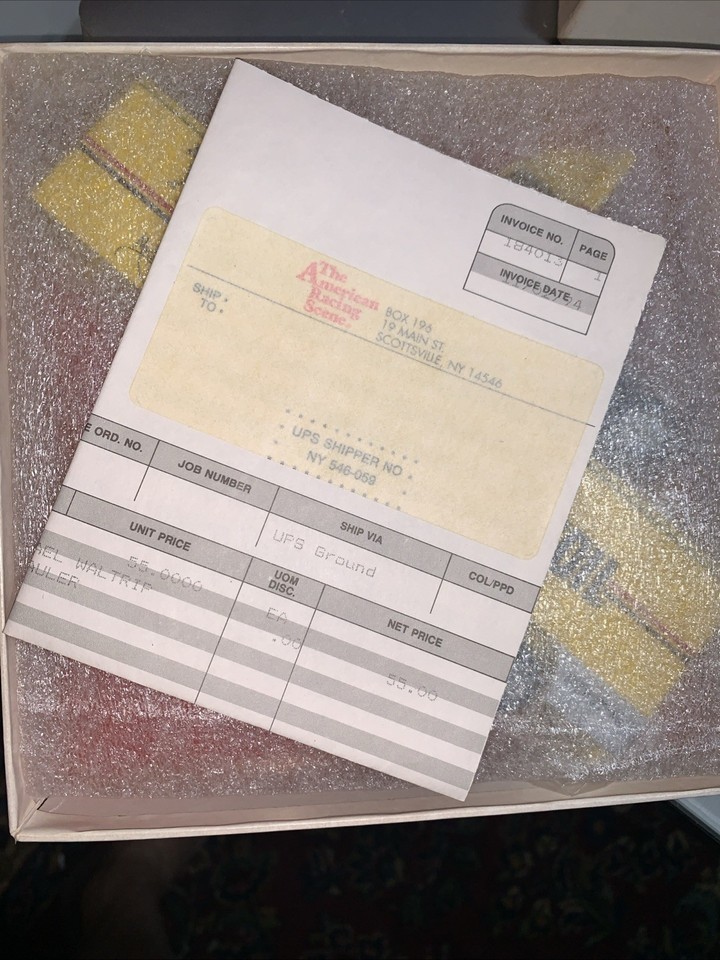 INVOICE NO. PAGE
184013 1
INVOICE DATE
The
American
Racing
Scene.
BOX 196
19 MAIN ST.
SCOTTSVILLE, NY 14546
SHIP
TO:
UPS SHIPPER NO
NY 546-059
E ORD. NO. JOB NUMBER SHIP VIA COL/PPD
UPS Ground
UNIT PRICE UOM DISC. NET PRICE
EL WALTRIP 55.0000 EA 55.00
AULER .00